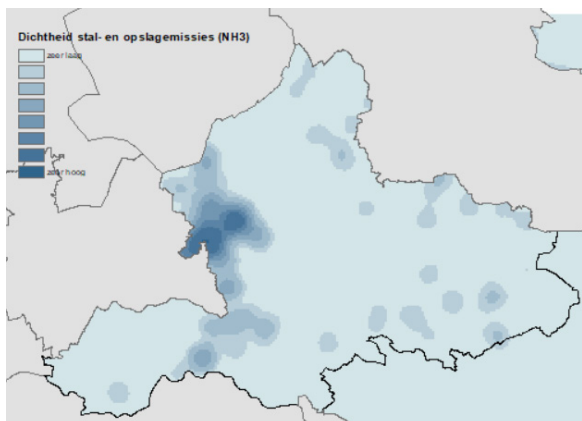 Dichtheid stal- en opslagemissies (NH3)
zeer laag
zeer hoog